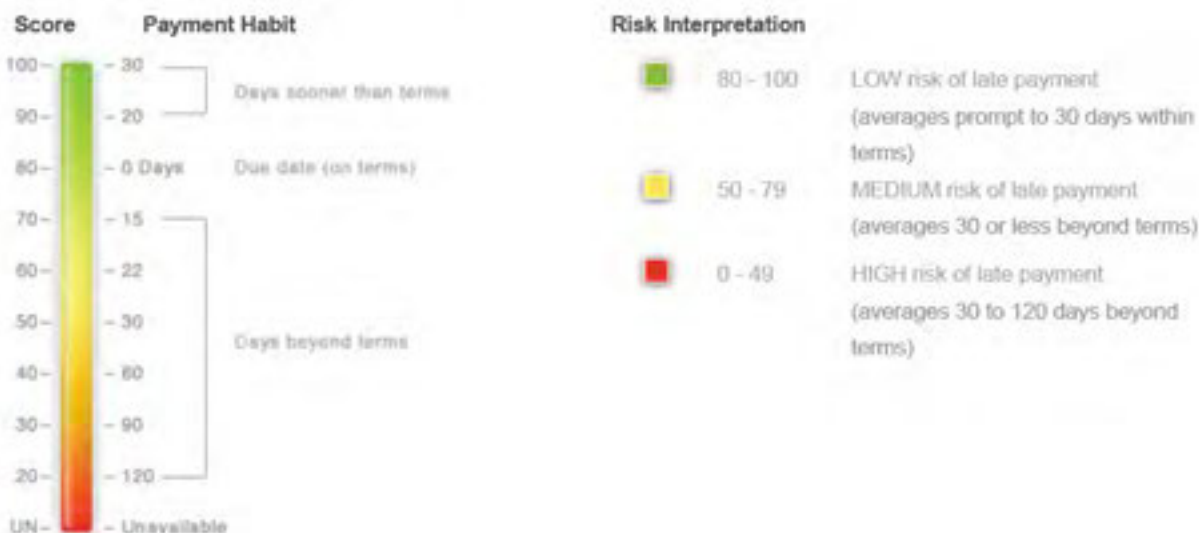 Score Payment Habit
100 30
Days sooner than terms
90 20
80 0 Days Due date (on terms)
70 15
60 22
50 30
Days beyond terms
40 60
30 90
20 120
UN Unavailable
Risk Interpretation
80 - 100 LOW risk of late payment
(averages prompt to 30 days within
terms)
50 - 79 MEDIUM risk of late payment
(averages 30 or less beyond terms)
0 - 49 HIGH risk of late payment
(averages 30 to 120 days beyond
terms)